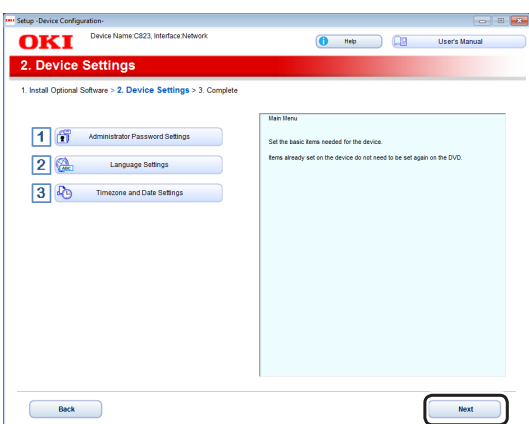 Setup -Device Configuration-
OKI
Device Name:C823, Interface:Network
Help
User's Manual
2. Device Settings
1. Install Optional Software > 2. Device Settings > 3. Complete
1 Administrator Password Settings
2 ABC Language Settings
3 Timezone and Date Settings
Main Menu
Set the basic items needed for the device.
Items already set on the device do not need to be set again on the DVD.
Back
Next